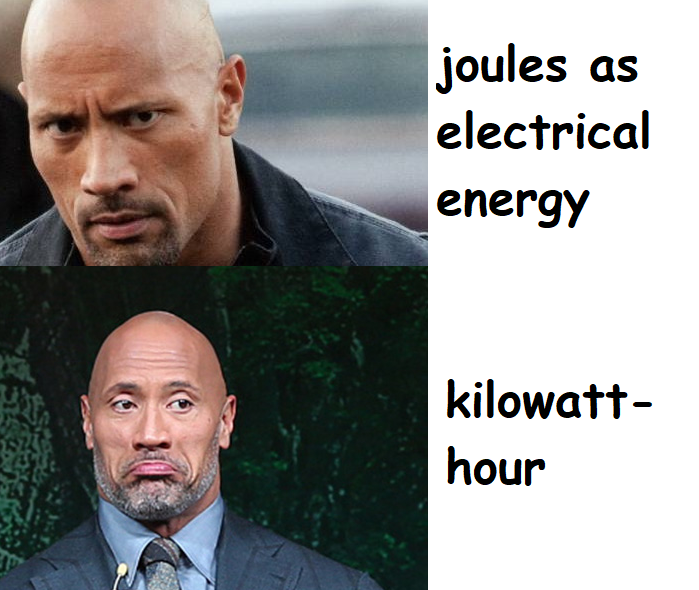 joules as
electrical
energy
kilowatt-
hour